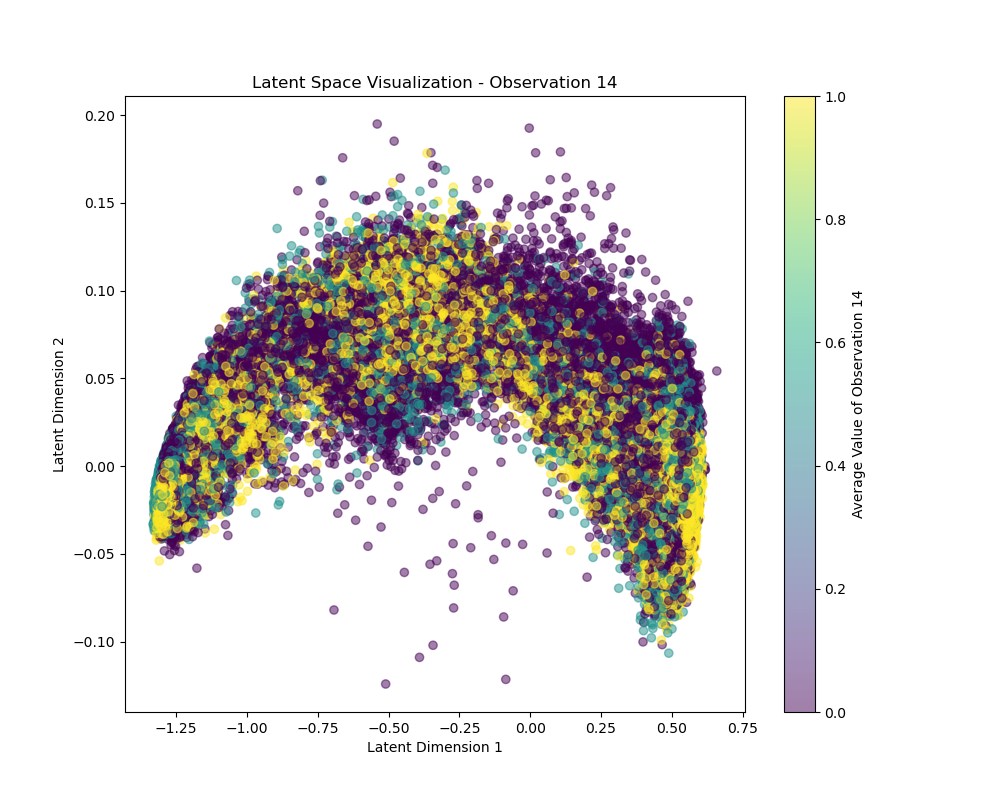 Latent Space Visualization - Observation 14
0.20
0.15
0.10
0.05
0.00
−0.05
−0.10
Latent Dimension 2
−1.25 −1.00 −0.75 −0.50 −0.25 0.00 0.25 0.50 0.75
Latent Dimension 1
1.0
0.8
0.6
0.4
0.2
0.0
Average Value of Observation 14